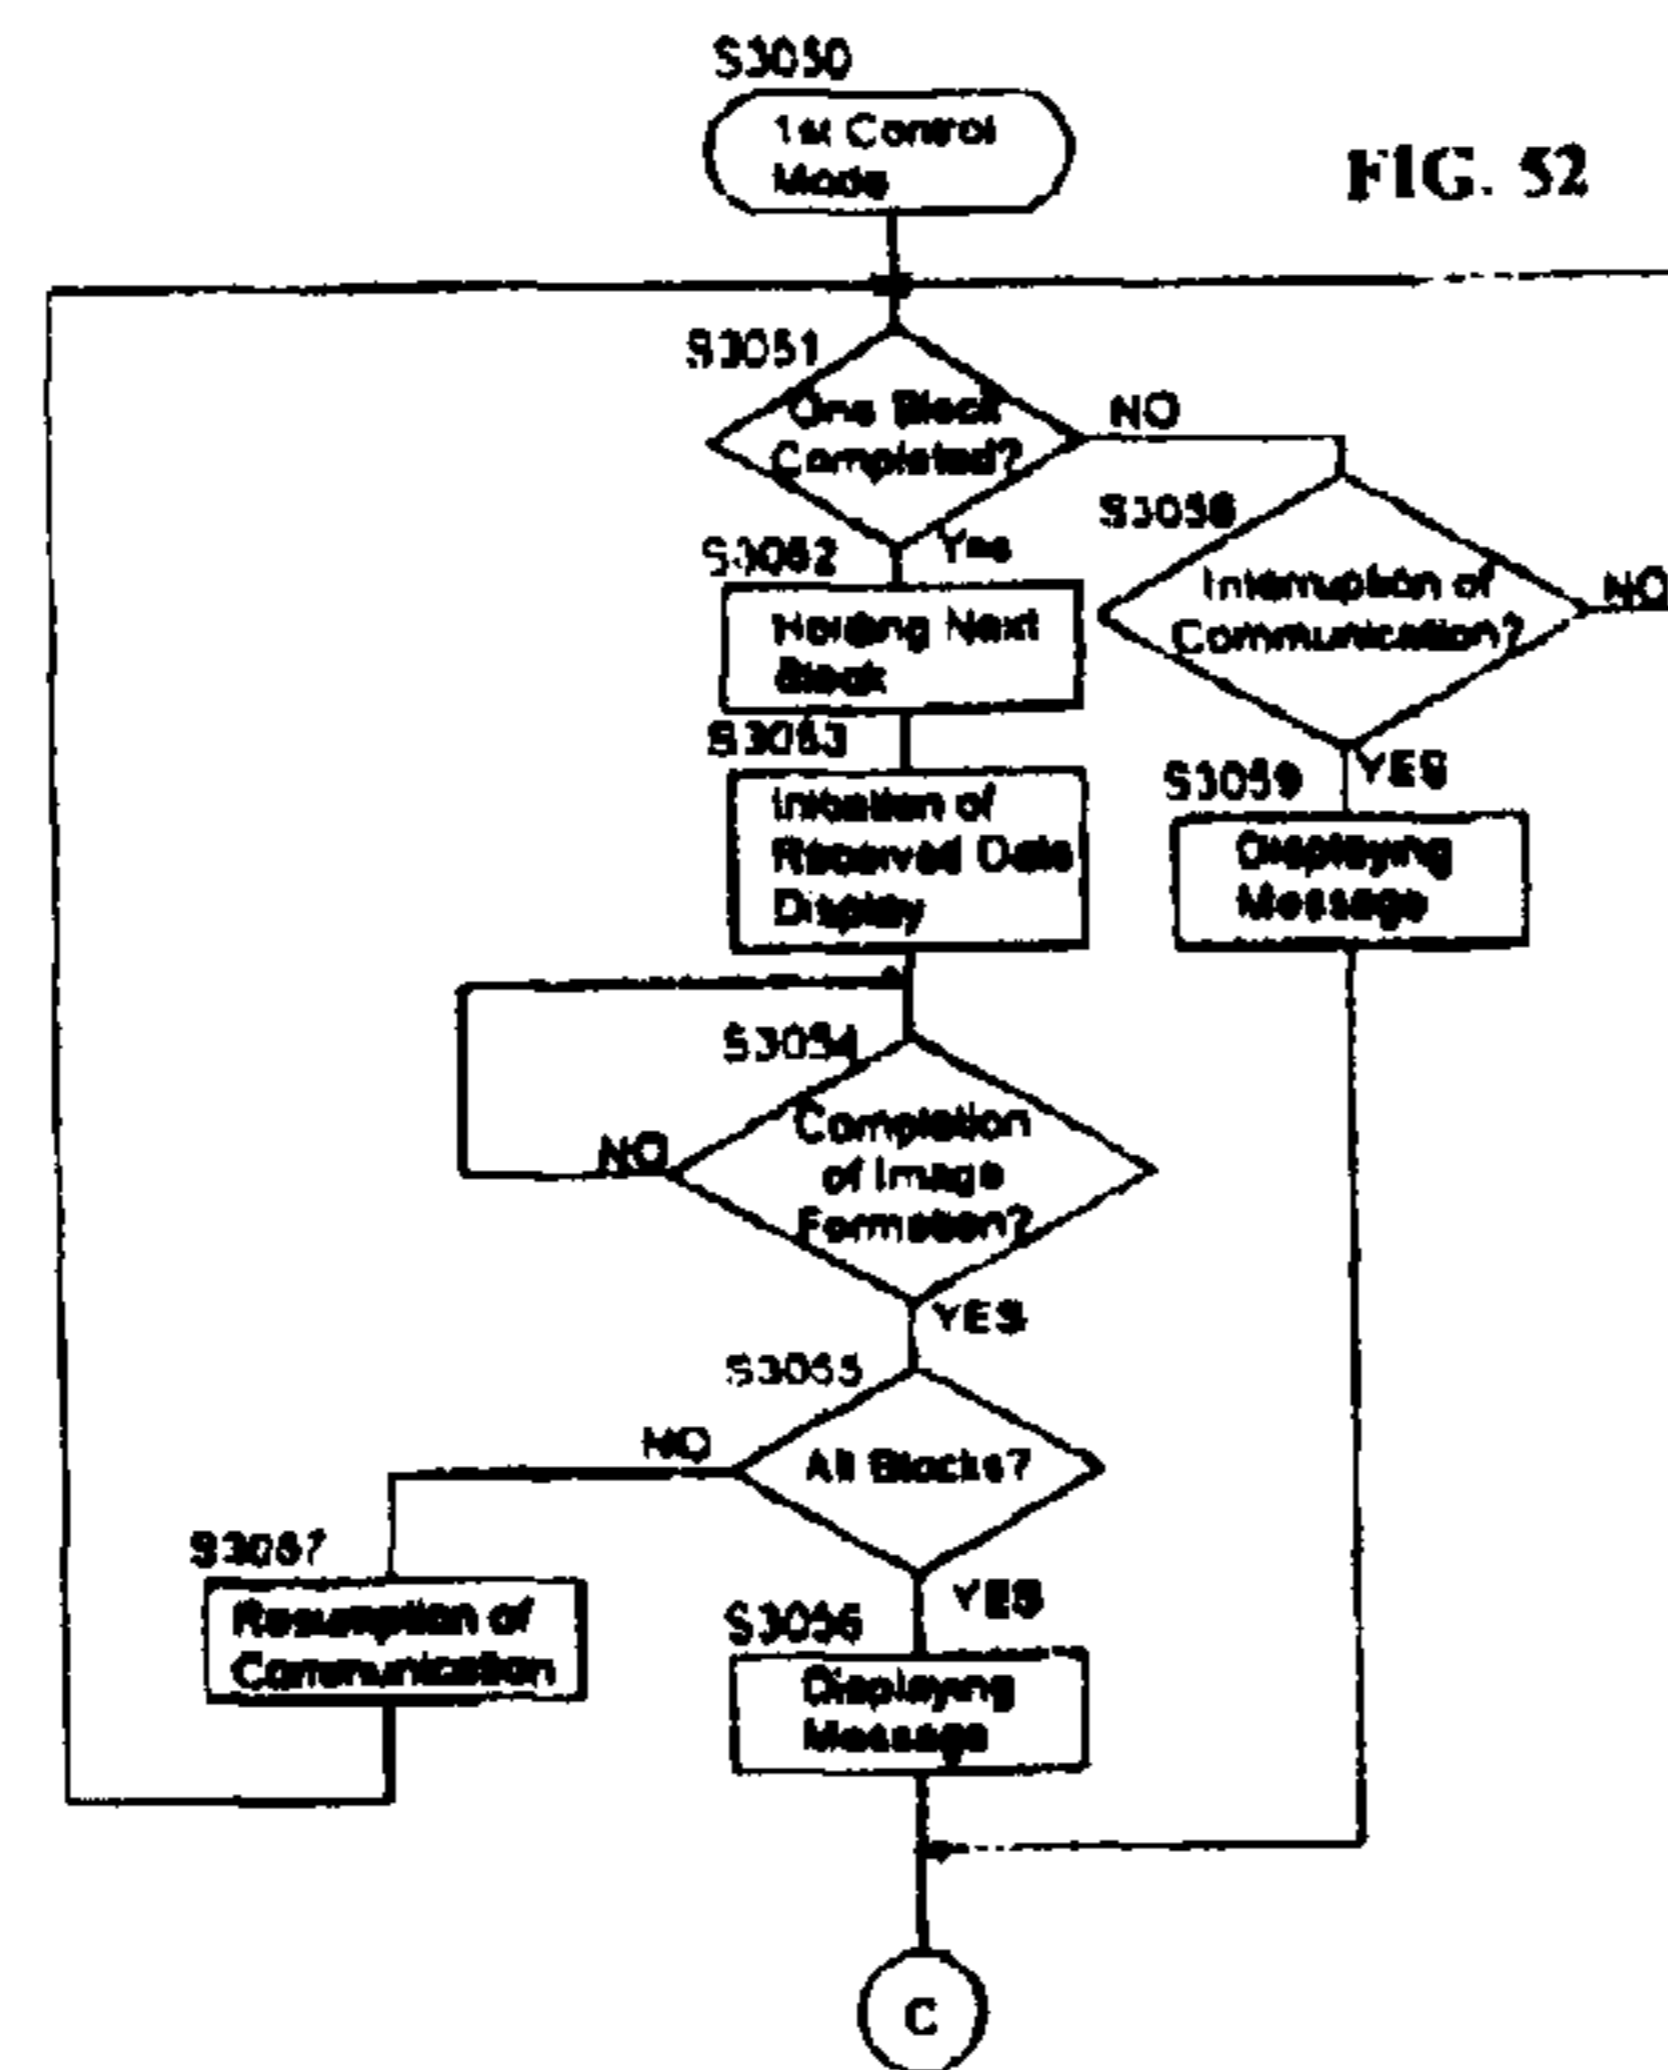 S3050
1st Control
Mode
FIG. 52
S3051
One Block
Completed?
NO
Yes
S3058
Interruption of
Communication?
NO
YES
S3052
Holding Next
Block
S3053
Initiation of
Received Data
Display
S3059
Displaying
Message
S3054
Completion
of Image
Formation?
NO
YES
S3055
All Blocks?
NO
YES
S3057
Resumption of
Communication
S3056
Displaying
Message
C